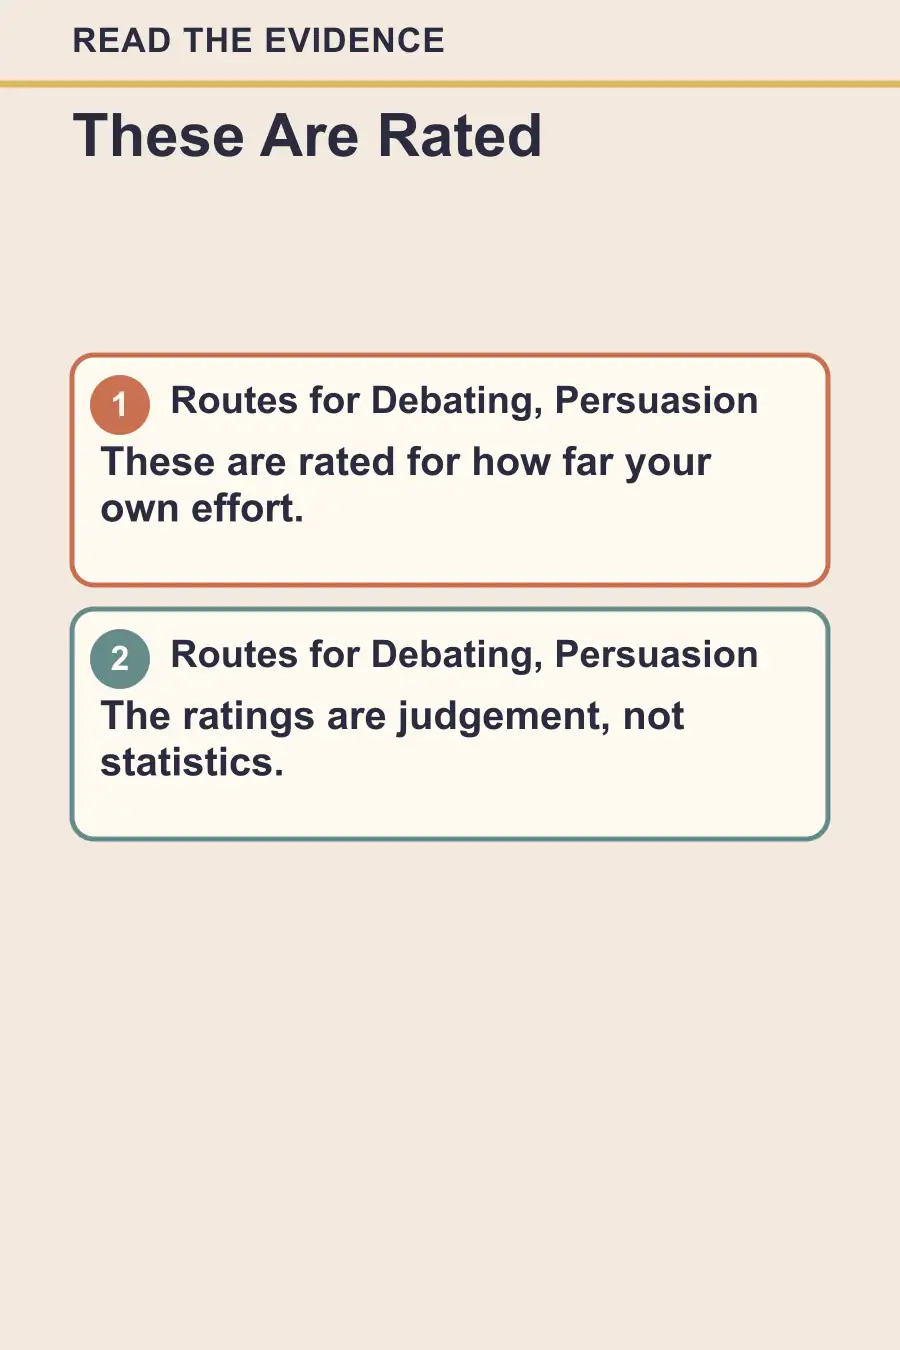 READ THE EVIDENCE
These Are Rated
1 Routes for Debating, Persuasion
These are rated for how far your
own effort.
2 Routes for Debating, Persuasion
The ratings are judgement, not
statistics.